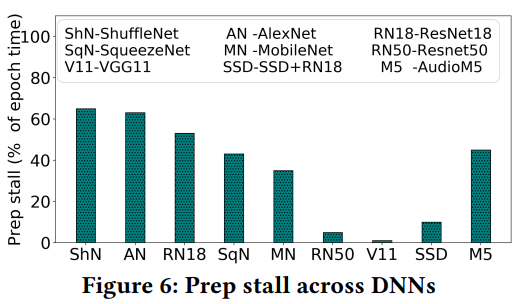 Prep stall (% of epoch time)
100
80
60
40
20
0
ShN-ShuffleNet AN -AlexNet RN18-ResNet18
SqN-SqueezeNet MN -MobileNet RN50-Resnet50
V11-VGG11 SSD-SSD+RN18 M5 -AudioM5
ShN AN RN18 SqN MN RN50 V11 SSD M5
Figure 6: Prep stall across DNNs